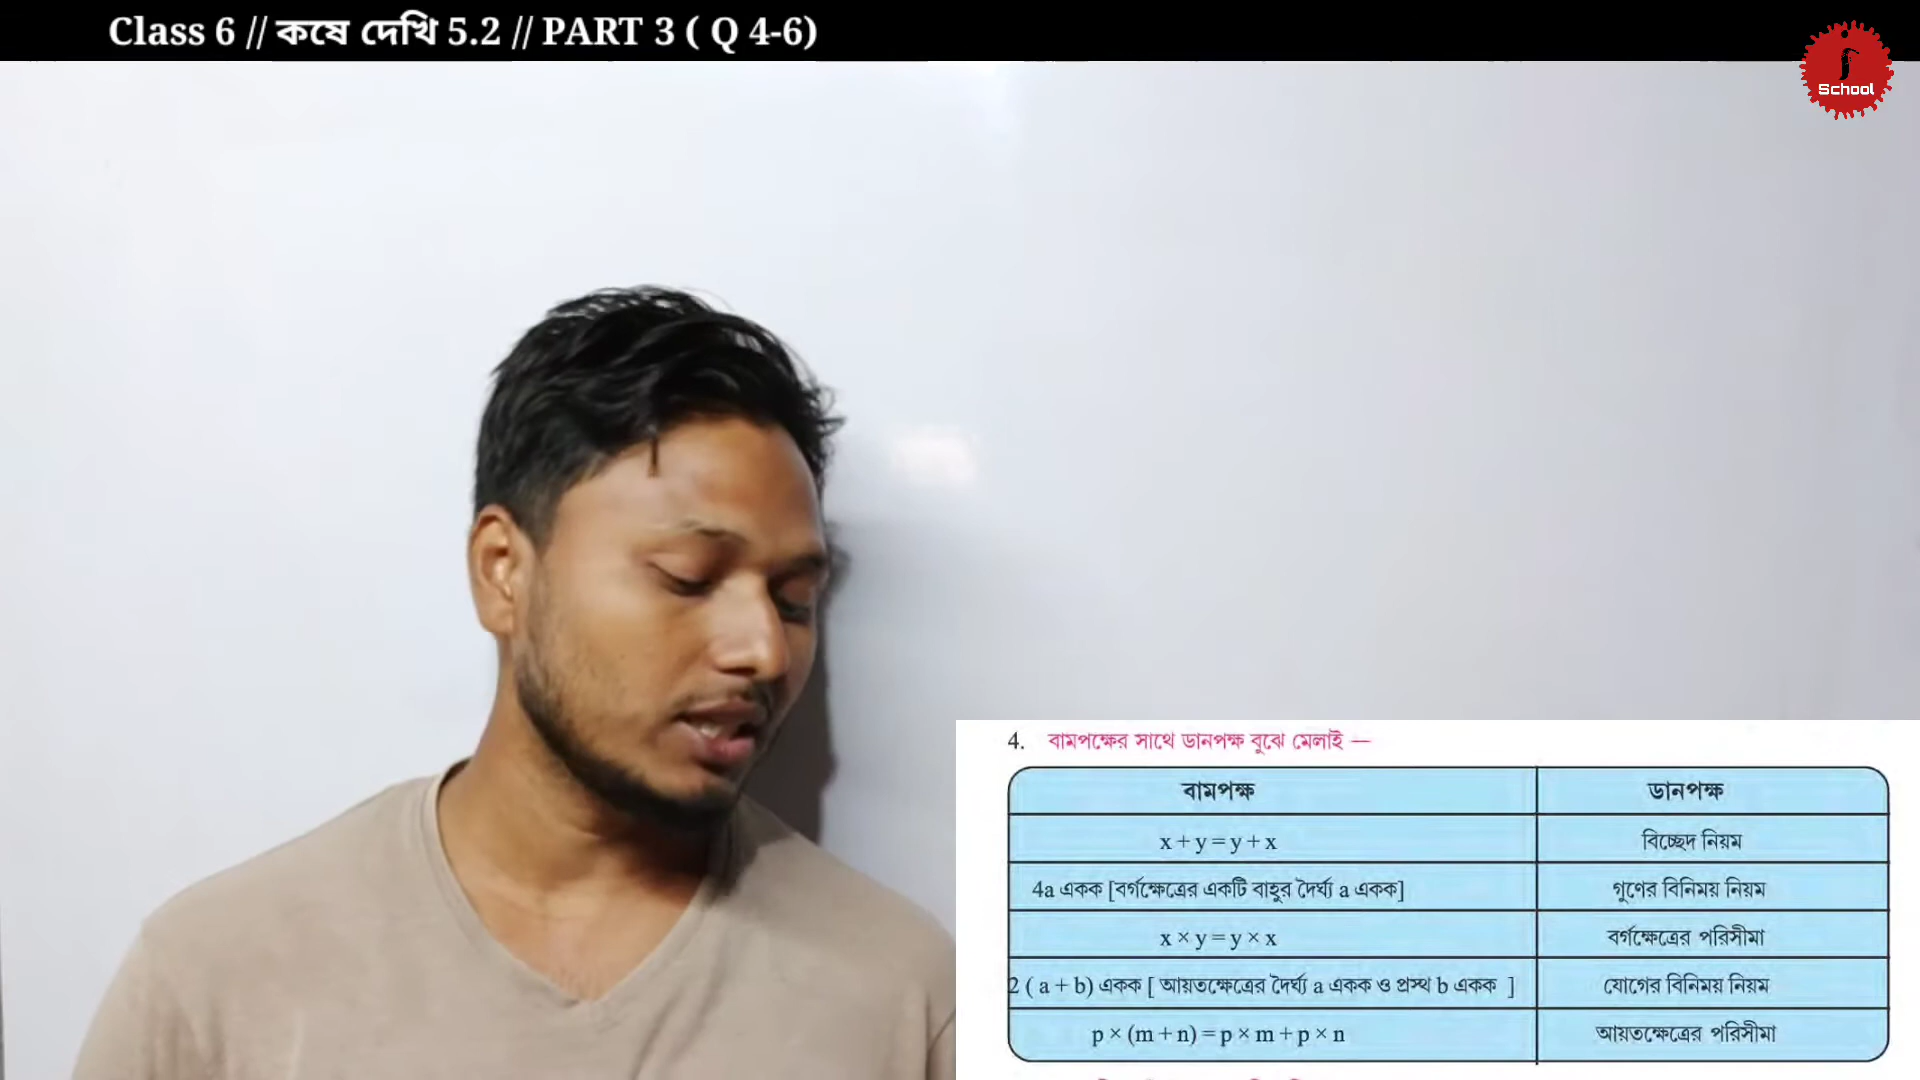 Class 6 // কষে দেখি 5.2 // PART 3 ( Q 4-6)
School
4. বামপক্ষের সাথে ডানপক্ষ বুঝে মেলাই —
বামপক্ষ ডানপক্ষ
x + y = y + x বিচ্ছেদ নিয়ম
4a একক [বর্গক্ষেত্রের একটি বাহুর দৈর্ঘ্য a একক] গুণের বিনিময় নিয়ম
x × y = y × x বর্গক্ষেত্রের পরিসীমা
2 ( a + b) একক [ আয়তক্ষেত্রের দৈর্ঘ্য a একক ও প্রস্থ b একক ] যোগের বিনিময় নিয়ম
p × (m + n) = p × m + p × n আয়তক্ষেত্রের পরিসীমা